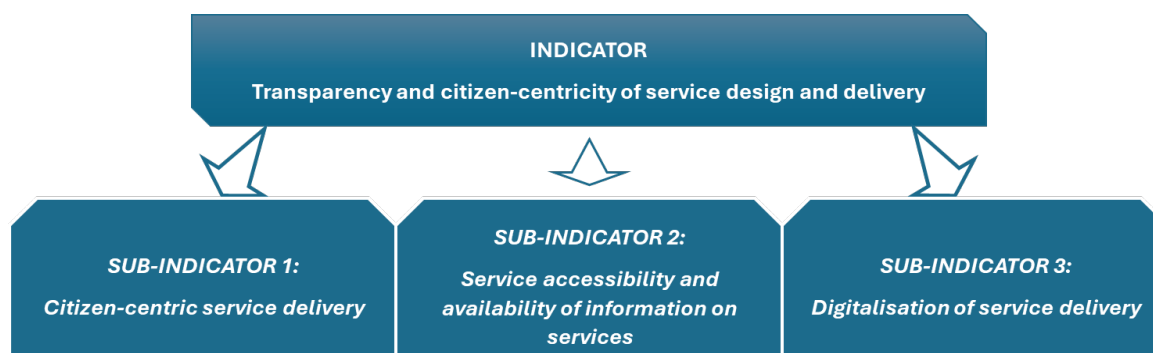 INDICATOR
Transparency and citizen-centricity of service design and delivery
SUB-INDICATOR 1:
Citizen-centric service delivery
SUB-INDICATOR 2:
Service accessibility and
availability of information on
services
SUB-INDICATOR 3:
Digitalisation of service delivery